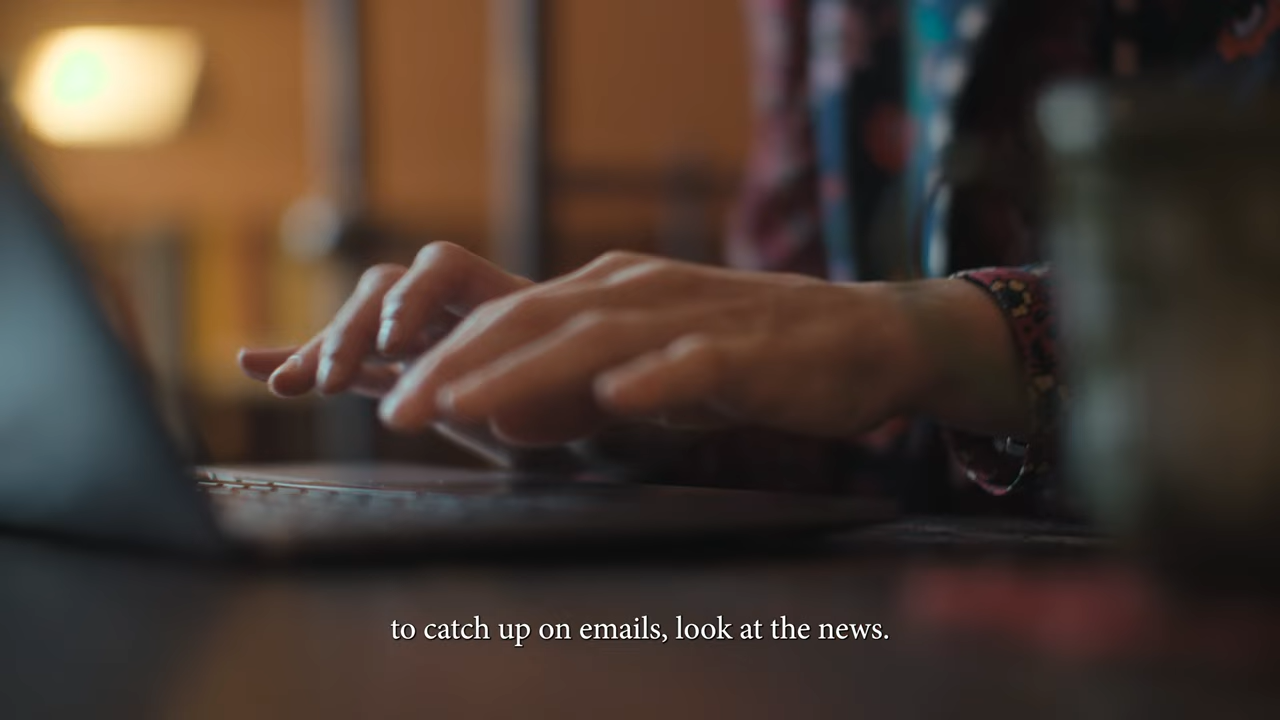 to catch up on emails, look at the news.